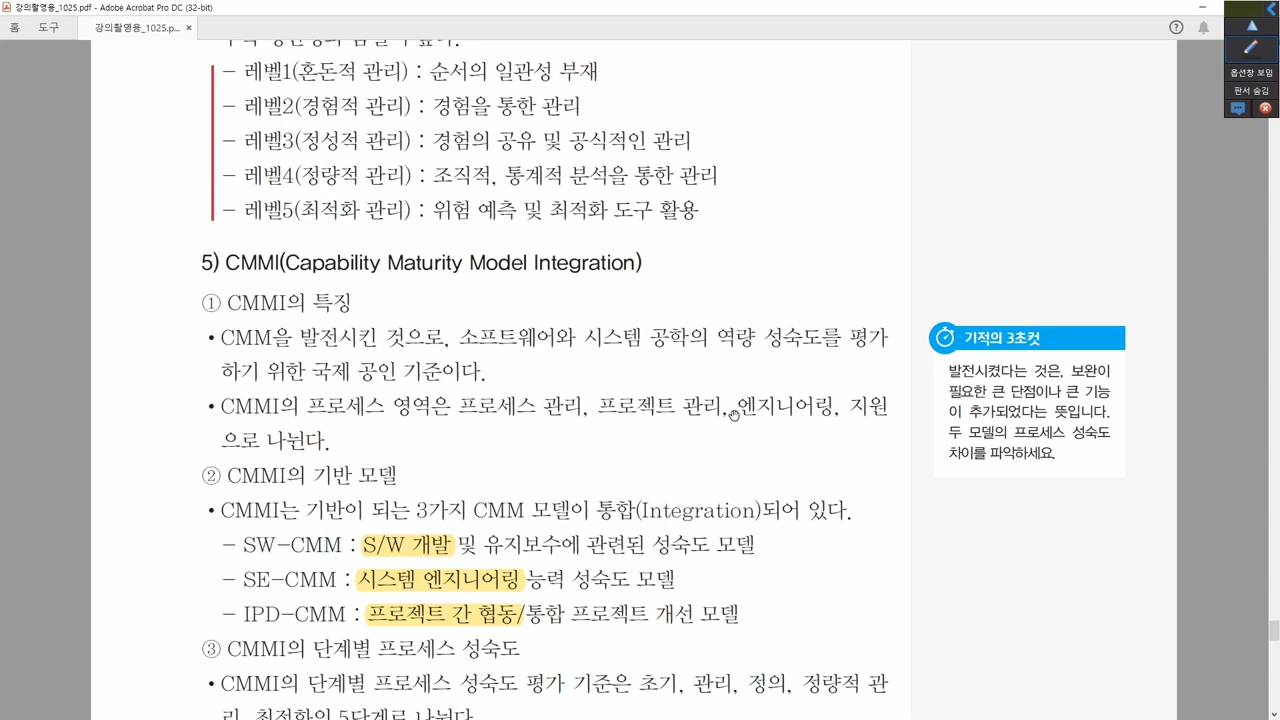 강의촬영용_1025.pdf - Adobe Acrobat Pro DC (32-bit)
홈 도구 강의촬영용_1025.p... ×
옵션창 보임
판서 숨김
- 레벨1(혼돈적 관리) : 순서의 일관성 부재
- 레벨2(경험적 관리) : 경험을 통한 관리
- 레벨3(정성적 관리) : 경험의 공유 및 공식적인 관리
- 레벨4(정량적 관리) : 조직적, 통계적 분석을 통한 관리
- 레벨5(최적화 관리) : 위험 예측 및 최적화 도구 활용
5) CMMI(Capability Maturity Model Integration)
① CMMI의 특징
• CMM을 발전시킨 것으로, 소프트웨어와 시스템 공학의 역량 성숙도를 평가
하기 위한 국제 공인 기준이다.
• CMMI의 프로세스 영역은 프로세스 관리, 프로젝트 관리, 엔지니어링, 지원
으로 나뉜다.
② CMMI의 기반 모델
• CMMI는 기반이 되는 3가지 CMM 모델이 통합(Integration)되어 있다.
- SW-CMM : S/W 개발 및 유지보수에 관련된 성숙도 모델
- SE-CMM : 시스템 엔지니어링 능력 성숙도 모델
- IPD-CMM : 프로젝트 간 협동/통합 프로젝트 개선 모델
③ CMMI의 단계별 프로세스 성숙도
• CMMI의 단계별 프로세스 성숙도 평가 기준은 초기, 관리, 정의, 정량적 관
리, 최적화의 5단계로 나뉜다.
기적의 3초컷
발전시켰다는 것은, 보완이
필요한 큰 단점이나 큰 기능
이 추가되었다는 뜻입니다.
두 모델의 프로세스 성숙도
차이를 파악하세요.